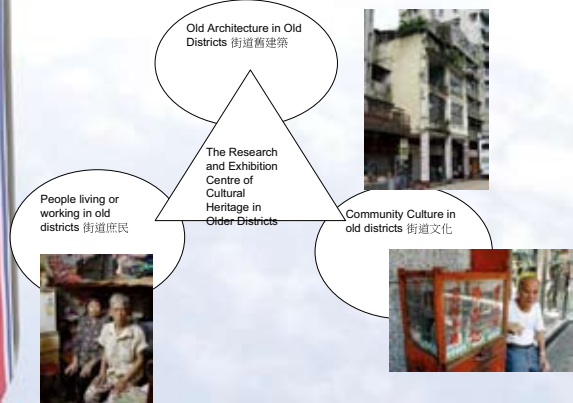 Old Architecture in Old
Districts 街道舊建築
The Research
and Exhibition
Centre of
Cultural
Heritage in
Older Districts
People living or
working in old
districts 街道庶民
Community Culture in
old districts 街道文化